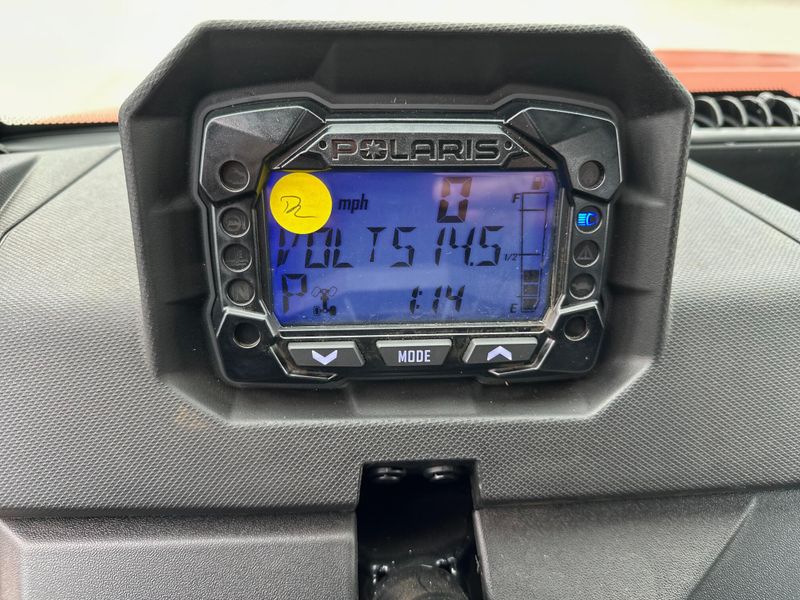 POLARIS
mph 0
F
VOLTS 14.5
1/2
P 1:14
E
MODE